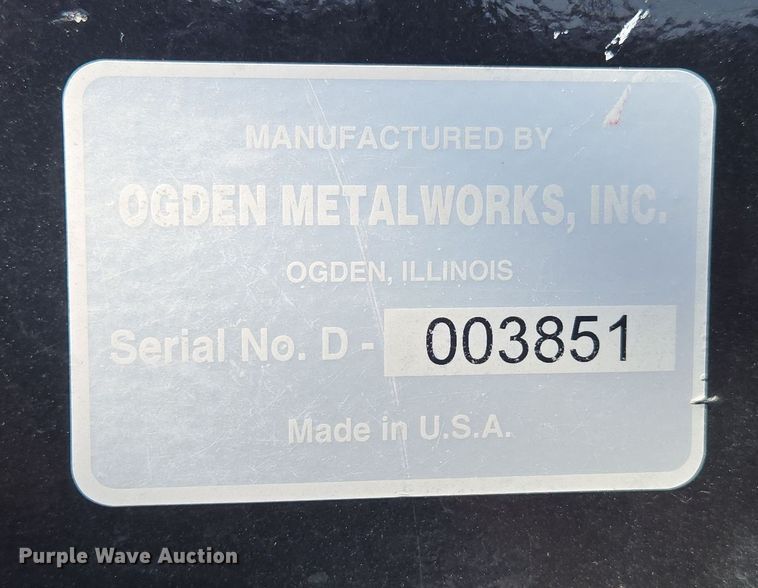 MANUFACTURED BY
OGDEN METALWORKS, INC.
OGDEN, ILLINOIS
Serial No. D - 003851
Made in U.S.A.
Purple Wave Auction